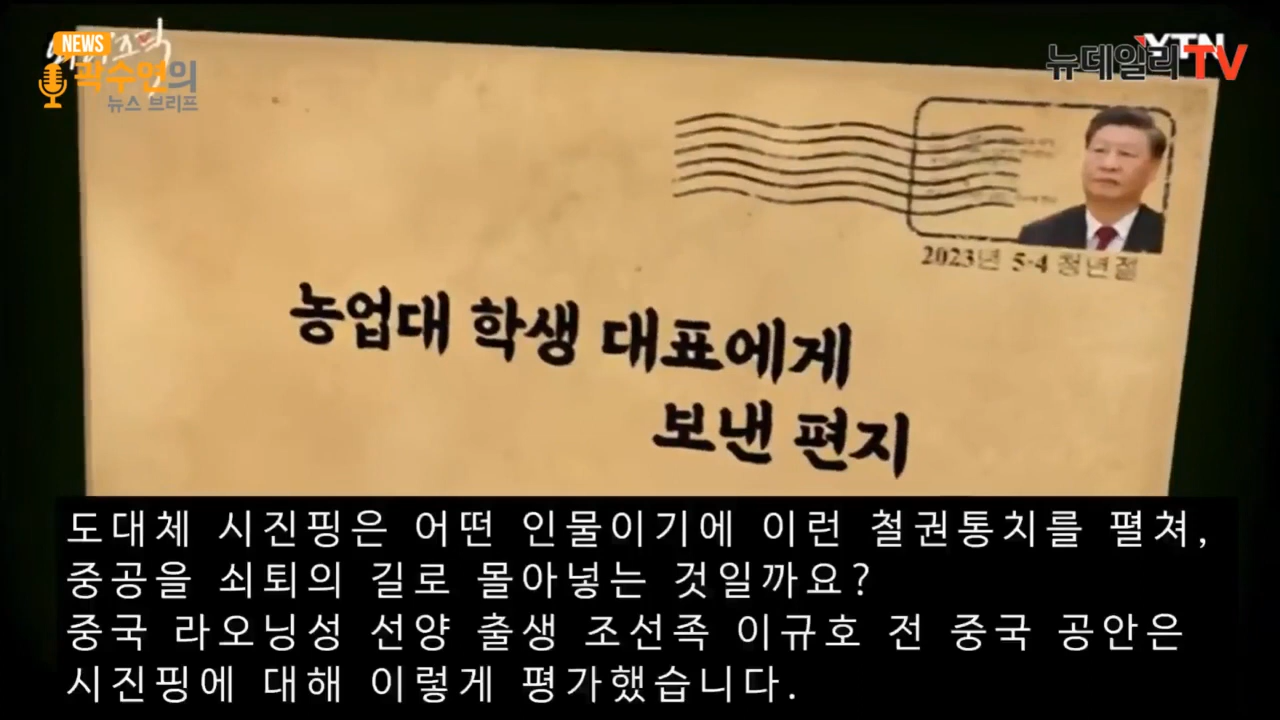 NEWS
곽수연의
뉴스 브리프
YTN
뉴데일리TV
2023년 5·4 청년절
농업대 학생 대표에게
보낸 편지
도대체 시진핑은 어떤 인물이기에 이런 철권통치를 펼쳐,
중공을 쇠퇴의 길로 몰아넣는 것일까요?
중국 랴오닝성 선양 출생 조선족 이규호 전 중국 공안은
시진핑에 대해 이렇게 평가했습니다.